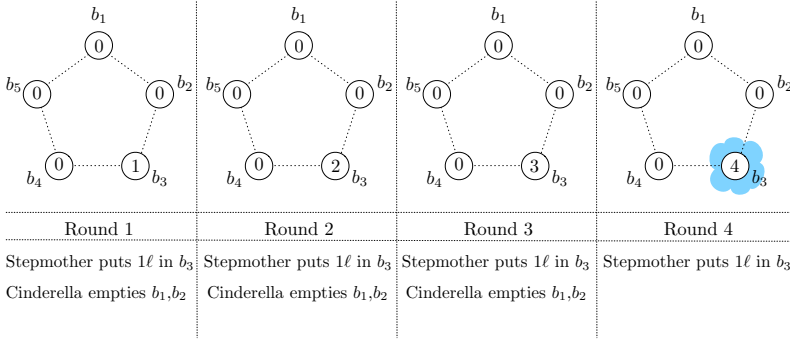 b1 b1 b1 b1
0 0 0 0
b5 0 0 b2 b5 0 0 b2 b5 0 0 b2 b5 0 0 b2
b4 0 1 b3 b4 0 2 b3 b4 0 3 b3 b4 0 4 b3
Round 1 Round 2 Round 3 Round 4
Stepmother puts 1ℓ in b3 Stepmother puts 1ℓ in b3 Stepmother puts 1ℓ in b3 Stepmother puts 1ℓ in b3
Cinderella empties b1,b2 Cinderella empties b1,b2 Cinderella empties b1,b2